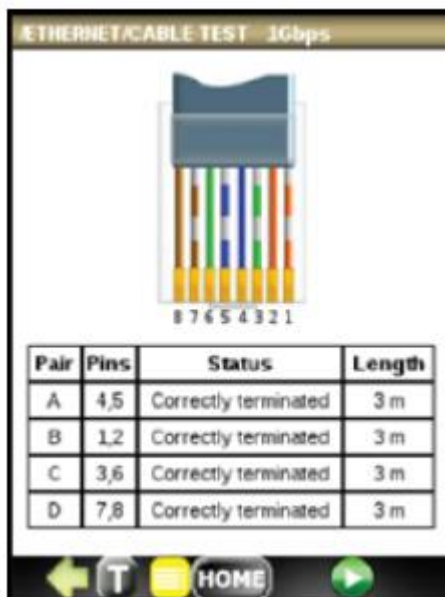 /ETHERNET/CABLE TEST 1Gbps
8 7 6 5 4 3 2 1
Pair Pins Status Length
A 4,5 Correctly terminated 3 m
B 1,2 Correctly terminated 3 m
C 3,6 Correctly terminated 3 m
D 7,8 Correctly terminated 3 m
T HOME